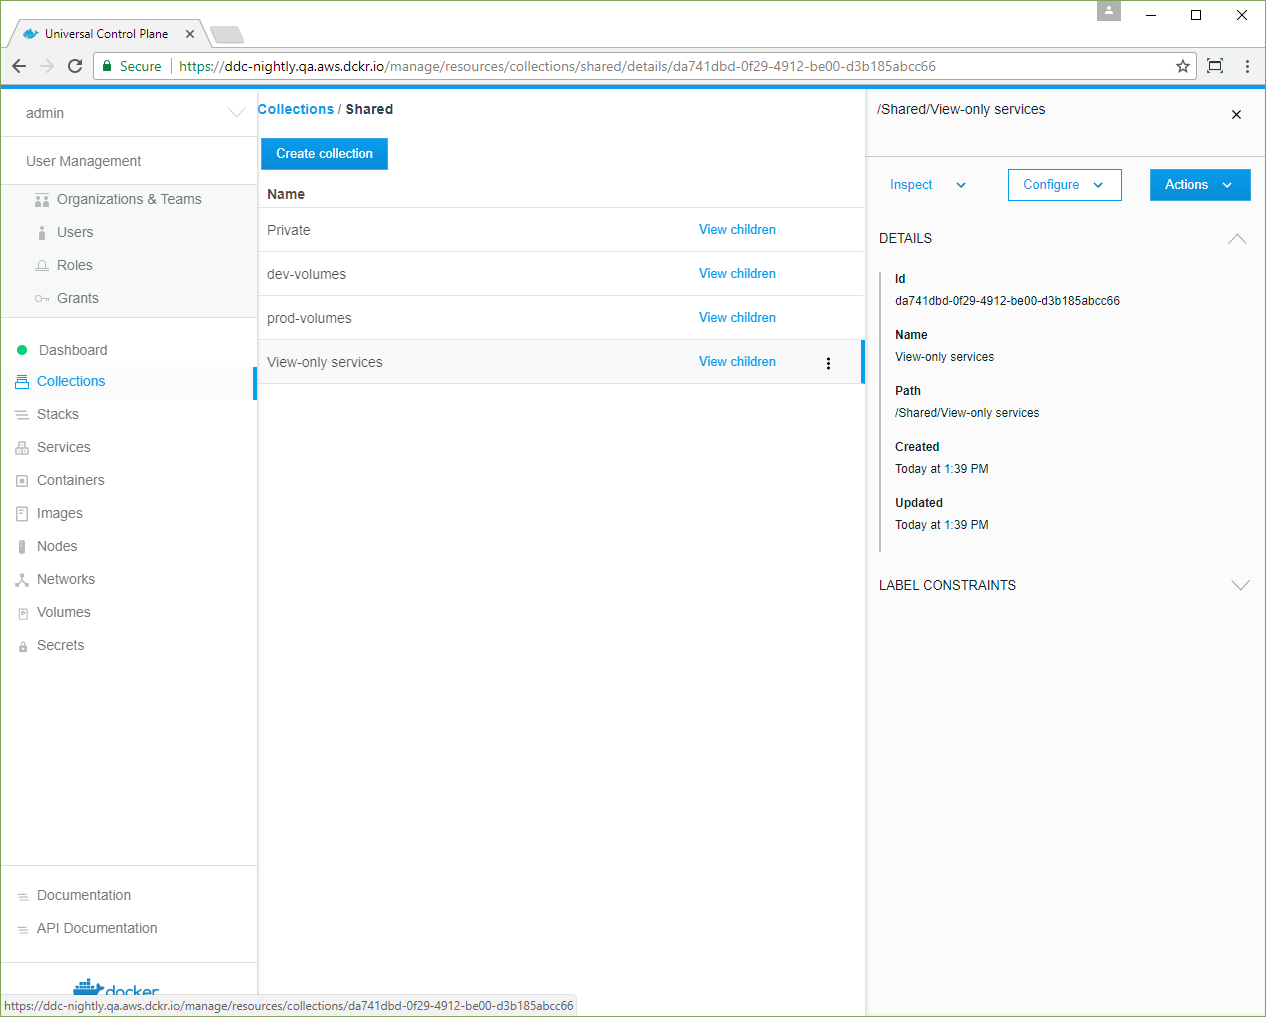 Universal Control Plane
Secure https://ddc-nightly.qa.aws.dckr.io/manage/resources/collections/shared/details/da741dbd-0f29-4912-be00-d3b185abcc66
admin
User Management
Organizations & Teams
Users
Roles
Grants
Dashboard
Collections
Stacks
Services
Containers
Images
Nodes
Networks
Volumes
Secrets
Documentation
API Documentation
docker
https://ddc-nightly.qa.aws.dckr.io/manage/resources/collections/da741dbd-0f29-4912-be00-d3b185abcc66
Collections / Shared
Create collection
Name
Private View children
dev-volumes View children
prod-volumes View children
View-only services View children
/Shared/View-only services
Inspect Configure Actions
DETAILS
Id
da741dbd-0f29-4912-be00-d3b185abcc66
Name
View-only services
Path
/Shared/View-only services
Created
Today at 1:39 PM
Updated
Today at 1:39 PM
LABEL CONSTRAINTS